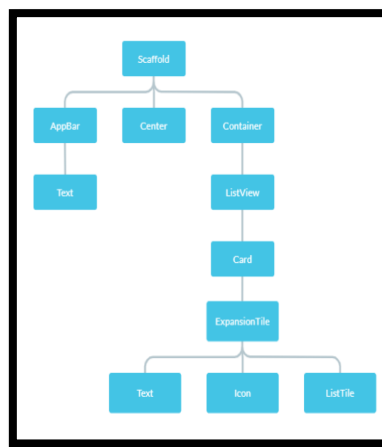 Scaffold
AppBar
Center
Container
Text
ListView
Card
ExpansionTile
Text
Icon
ListTile